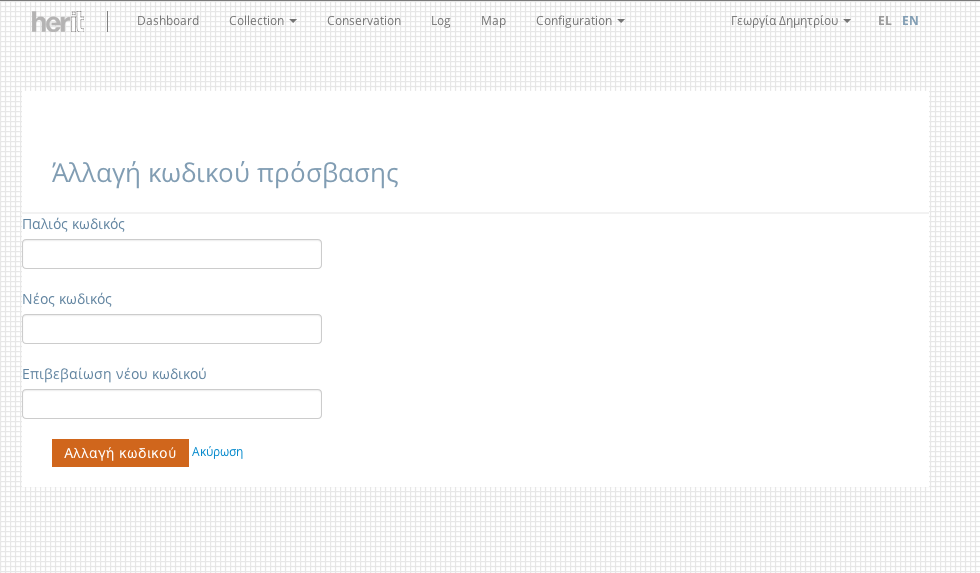 herit Dashboard Collection Conservation Log Map Configuration Γεωργία Δημητρίου EL EN
Άλλαγή κωδικού πρόσβασης
Παλιός κωδικός
Νέος κωδικός
Επιβεβαίωση νέου κωδικού
Αλλαγή κωδικού Ακύρωση